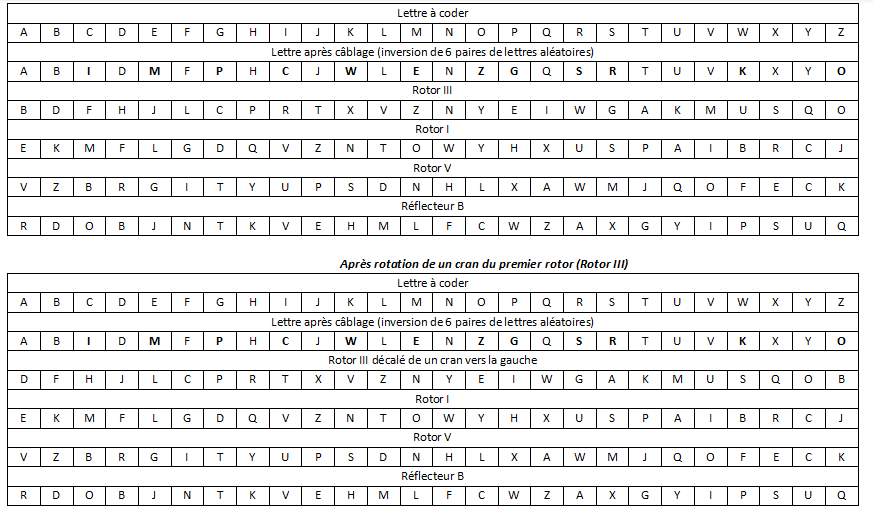 Lettre à coder
A B C D E F G H I J K L M N O P Q R S T U V W X Y Z
Lettre après câblage (inversion de 6 paires de lettres aléatoires)
A B I D M F P H C J W L E N Z G Q S R T U V K X Y O
Rotor III
B D F H J L C P R T X V Z N Y E I W G A K M U S Q O
Rotor I
E K M F L G D Q V Z N T O W Y H X U S P A I B R C J
Rotor V
V Z B R G I T Y U P S D N H L X A W M J Q O F E C K
Réflecteur B
R D O B J N T K V E H M L F C W Z A X G Y I P S U Q
Après rotation de un cran du premier rotor (Rotor III)
Lettre à coder
A B C D E F G H I J K L M N O P Q R S T U V W X Y Z
Lettre après câblage (inversion de 6 paires de lettres aléatoires)
A B I D M F P H C J W L E N Z G Q S R T U V K X Y O
Rotor III décalé de un cran vers la gauche
D F H J L C P R T X V Z N Y E I W G A K M U S Q O B
Rotor I
E K M F L G D Q V Z N T O W Y H X U S P A I B R C J
Rotor V
V Z B R G I T Y U P S D N H L X A W M J Q O F E C K
Réflecteur B
R D O B J N T K V E H M L F C W Z A X G Y I P S U Q